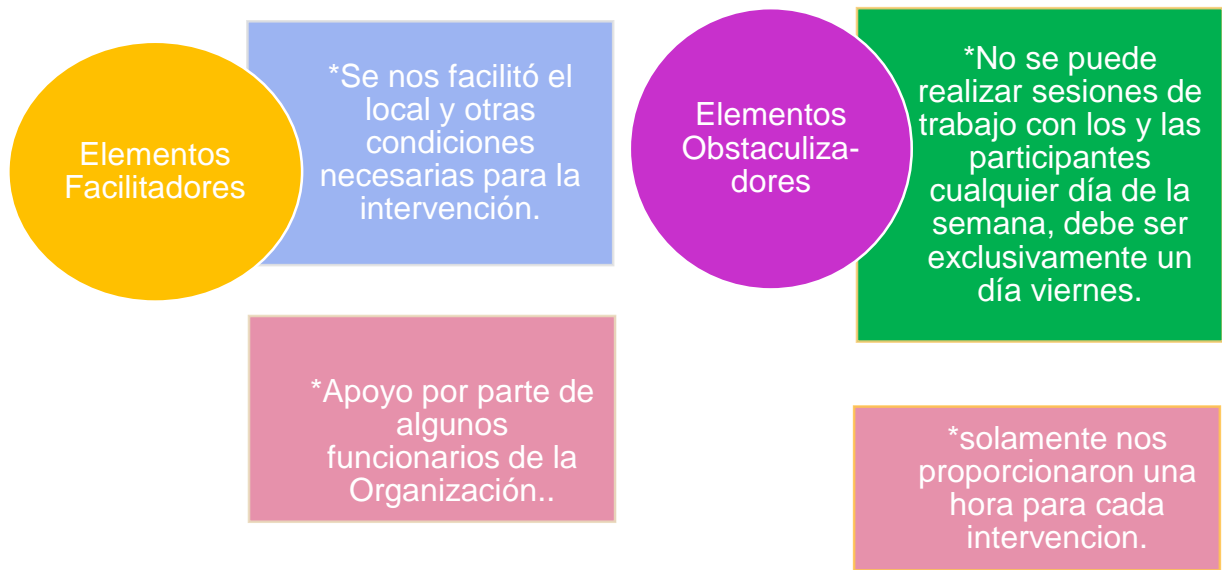 Elementos
Facilitadores
*Se nos facilitó el
local y otras
condiciones
necesarias para la
intervención.
*Apoyo por parte de
algunos
funcionarios de la
Organización..
Elementos
Obstaculiza-
dores
*No se puede
realizar sesiones de
trabajo con los y las
participantes
cualquier día de la
semana, debe ser
exclusivamente un
día viernes.
*solamente nos
proporcionaron una
hora para cada
intervencion.